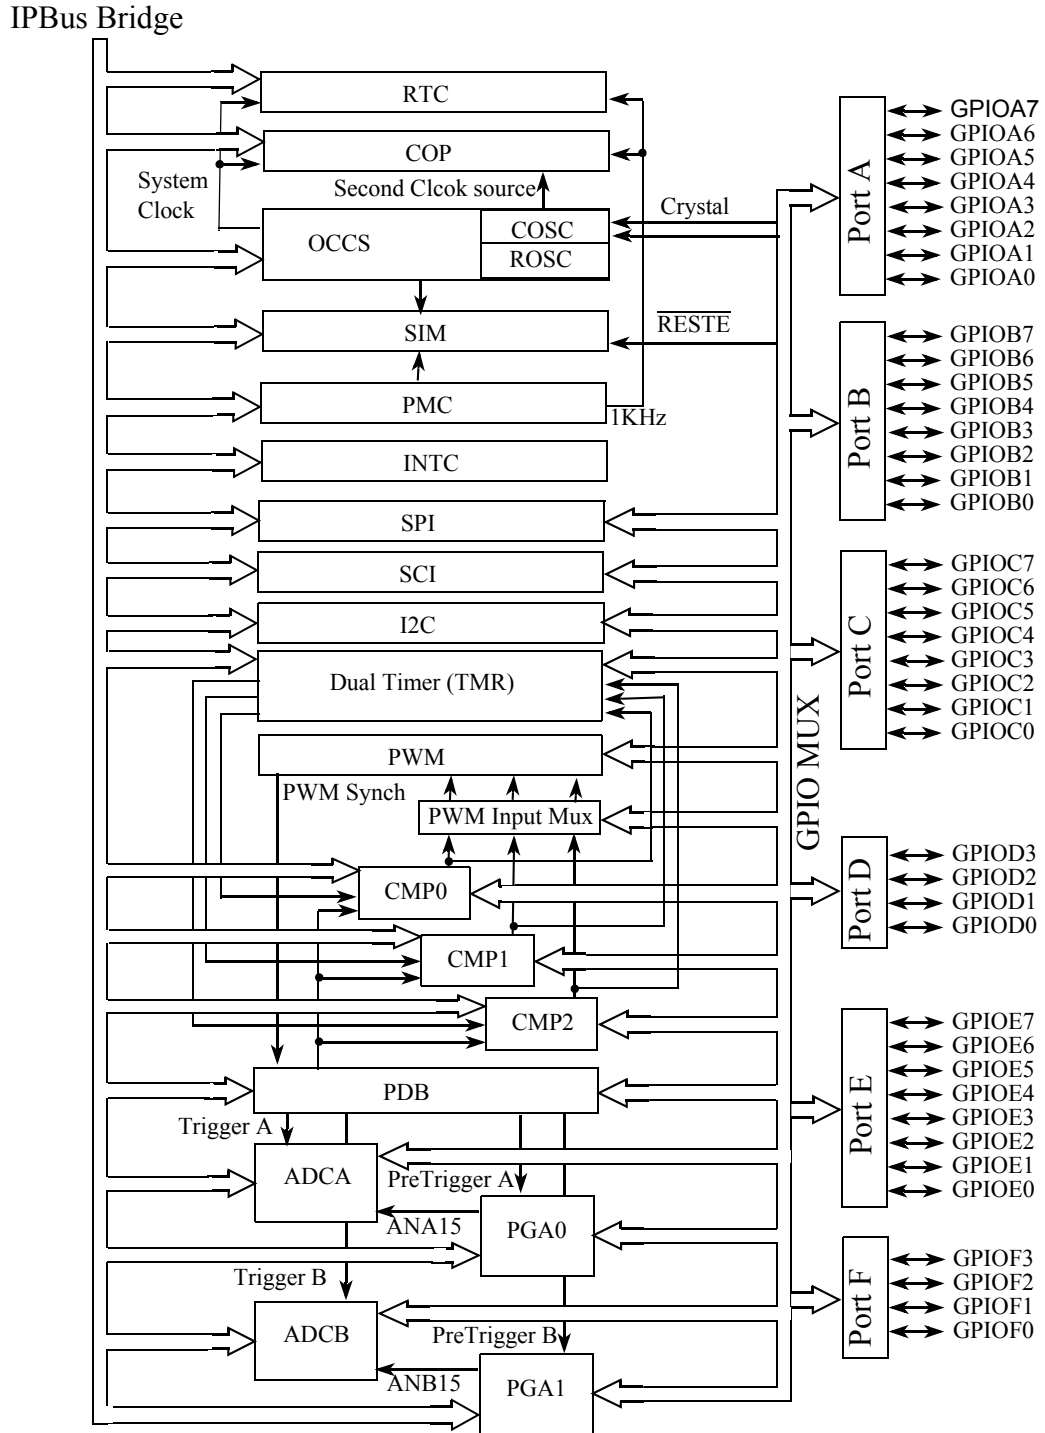 IPBus Bridge
RTC
COP
System
Clock
Second Clcok source
OCCS
COSC
ROSC
Crystal
SIM
RESTE
PMC
1KHz
INTC
SPI
SCI
I2C
Dual Timer (TMR)
PWM
PWM Synch
PWM Input Mux
CMP0
CMP1
CMP2
PDB
Trigger A
ADCA
PreTrigger A
ANA15
PGA0
Trigger B
ADCB
PreTrigger B
ANB15
PGA1
GPIO MUX
Port A
GPIOA7
GPIOA6
GPIOA5
GPIOA4
GPIOA3
GPIOA2
GPIOA1
GPIOA0
Port B
GPIOB7
GPIOB6
GPIOB5
GPIOB4
GPIOB3
GPIOB2
GPIOB1
GPIOB0
Port C
GPIOC7
GPIOC6
GPIOC5
GPIOC4
GPIOC3
GPIOC2
GPIOC1
GPIOC0
Port D
GPIOD3
GPIOD2
GPIOD1
GPIOD0
Port E
GPIOE7
GPIOE6
GPIOE5
GPIOE4
GPIOE3
GPIOE2
GPIOE1
GPIOE0
Port F
GPIOF3
GPIOF2
GPIOF1
GPIOF0